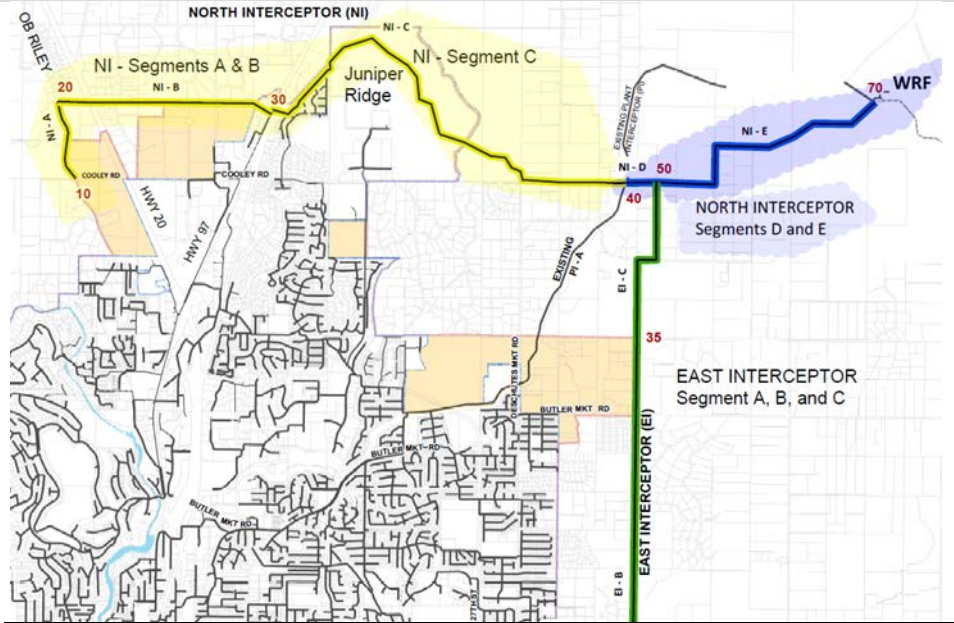 NORTH INTERCEPTOR (NI)
OB RILEY
NI - C
NI - Segments A & B
NI - Segment C
20
NI - B
30
Juniper
Ridge
NI - A
70
WRF
EXISTING PLANT
INTERCEPTOR (PI)
NI - E
COOLEY RD
COOLEY RD
10
NI - D
50
40
HWY 20
HWY 97
NORTH INTERCEPTOR
Segments D and E
EXISTING
PI - A
EI - C
35
DESCHUTES MKT RD
EAST INTERCEPTOR
Segment A, B, and C
BUTLER MKT RD
BUTLER MKT RD
BUTLER MKT RD
EAST INTERCEPTOR (EI)
EI - B
27TH ST